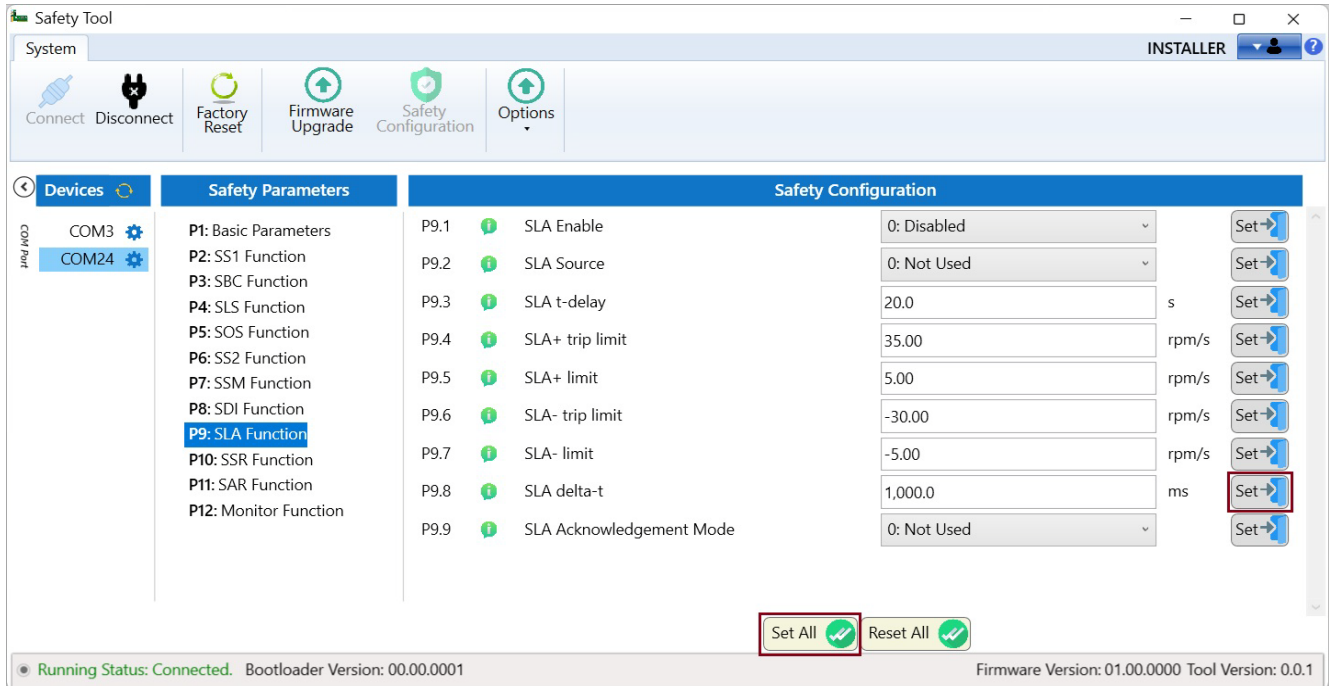 Safety Tool
System
INSTALLER
Connect Disconnect Factory Reset Firmware Upgrade Safety Configuration Options
Devices
Safety Parameters
Safety Configuration
COM Port
COM3
COM24
P1: Basic Parameters
P2: SS1 Function
P3: SBC Function
P4: SLS Function
P5: SOS Function
P6: SS2 Function
P7: SSM Function
P8: SDI Function
P9: SLA Function
P10: SSR Function
P11: SAR Function
P12: Monitor Function
P9.1 SLA Enable 0: Disabled Set
P9.2 SLA Source 0: Not Used Set
P9.3 SLA t-delay 20.0 s Set
P9.4 SLA+ trip limit 35.00 rpm/s Set
P9.5 SLA+ limit 5.00 rpm/s Set
P9.6 SLA- trip limit -30.00 rpm/s Set
P9.7 SLA- limit -5.00 rpm/s Set
P9.8 SLA delta-t 1,000.0 ms Set
P9.9 SLA Acknowledgement Mode 0: Not Used Set
Set All Reset All
Running Status: Connected. Bootloader Version: 00.00.0001 Firmware Version: 01.00.0000 Tool Version: 0.0.1